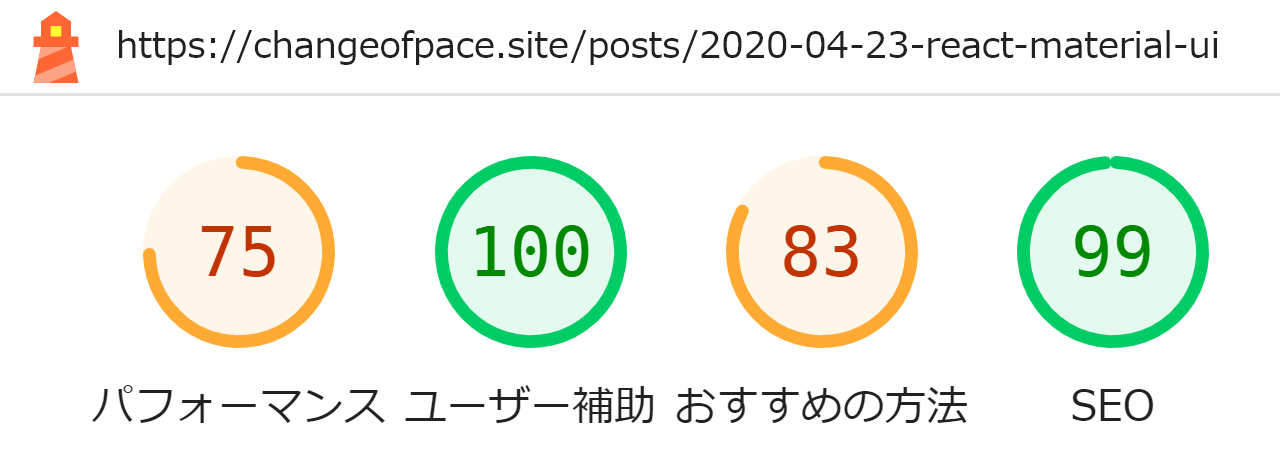 https://changeofpace.site/posts/2020-04-23-react-material-ui
75 100 83 99
パフォーマンス ユーザー補助 おすすめの方法 SEO